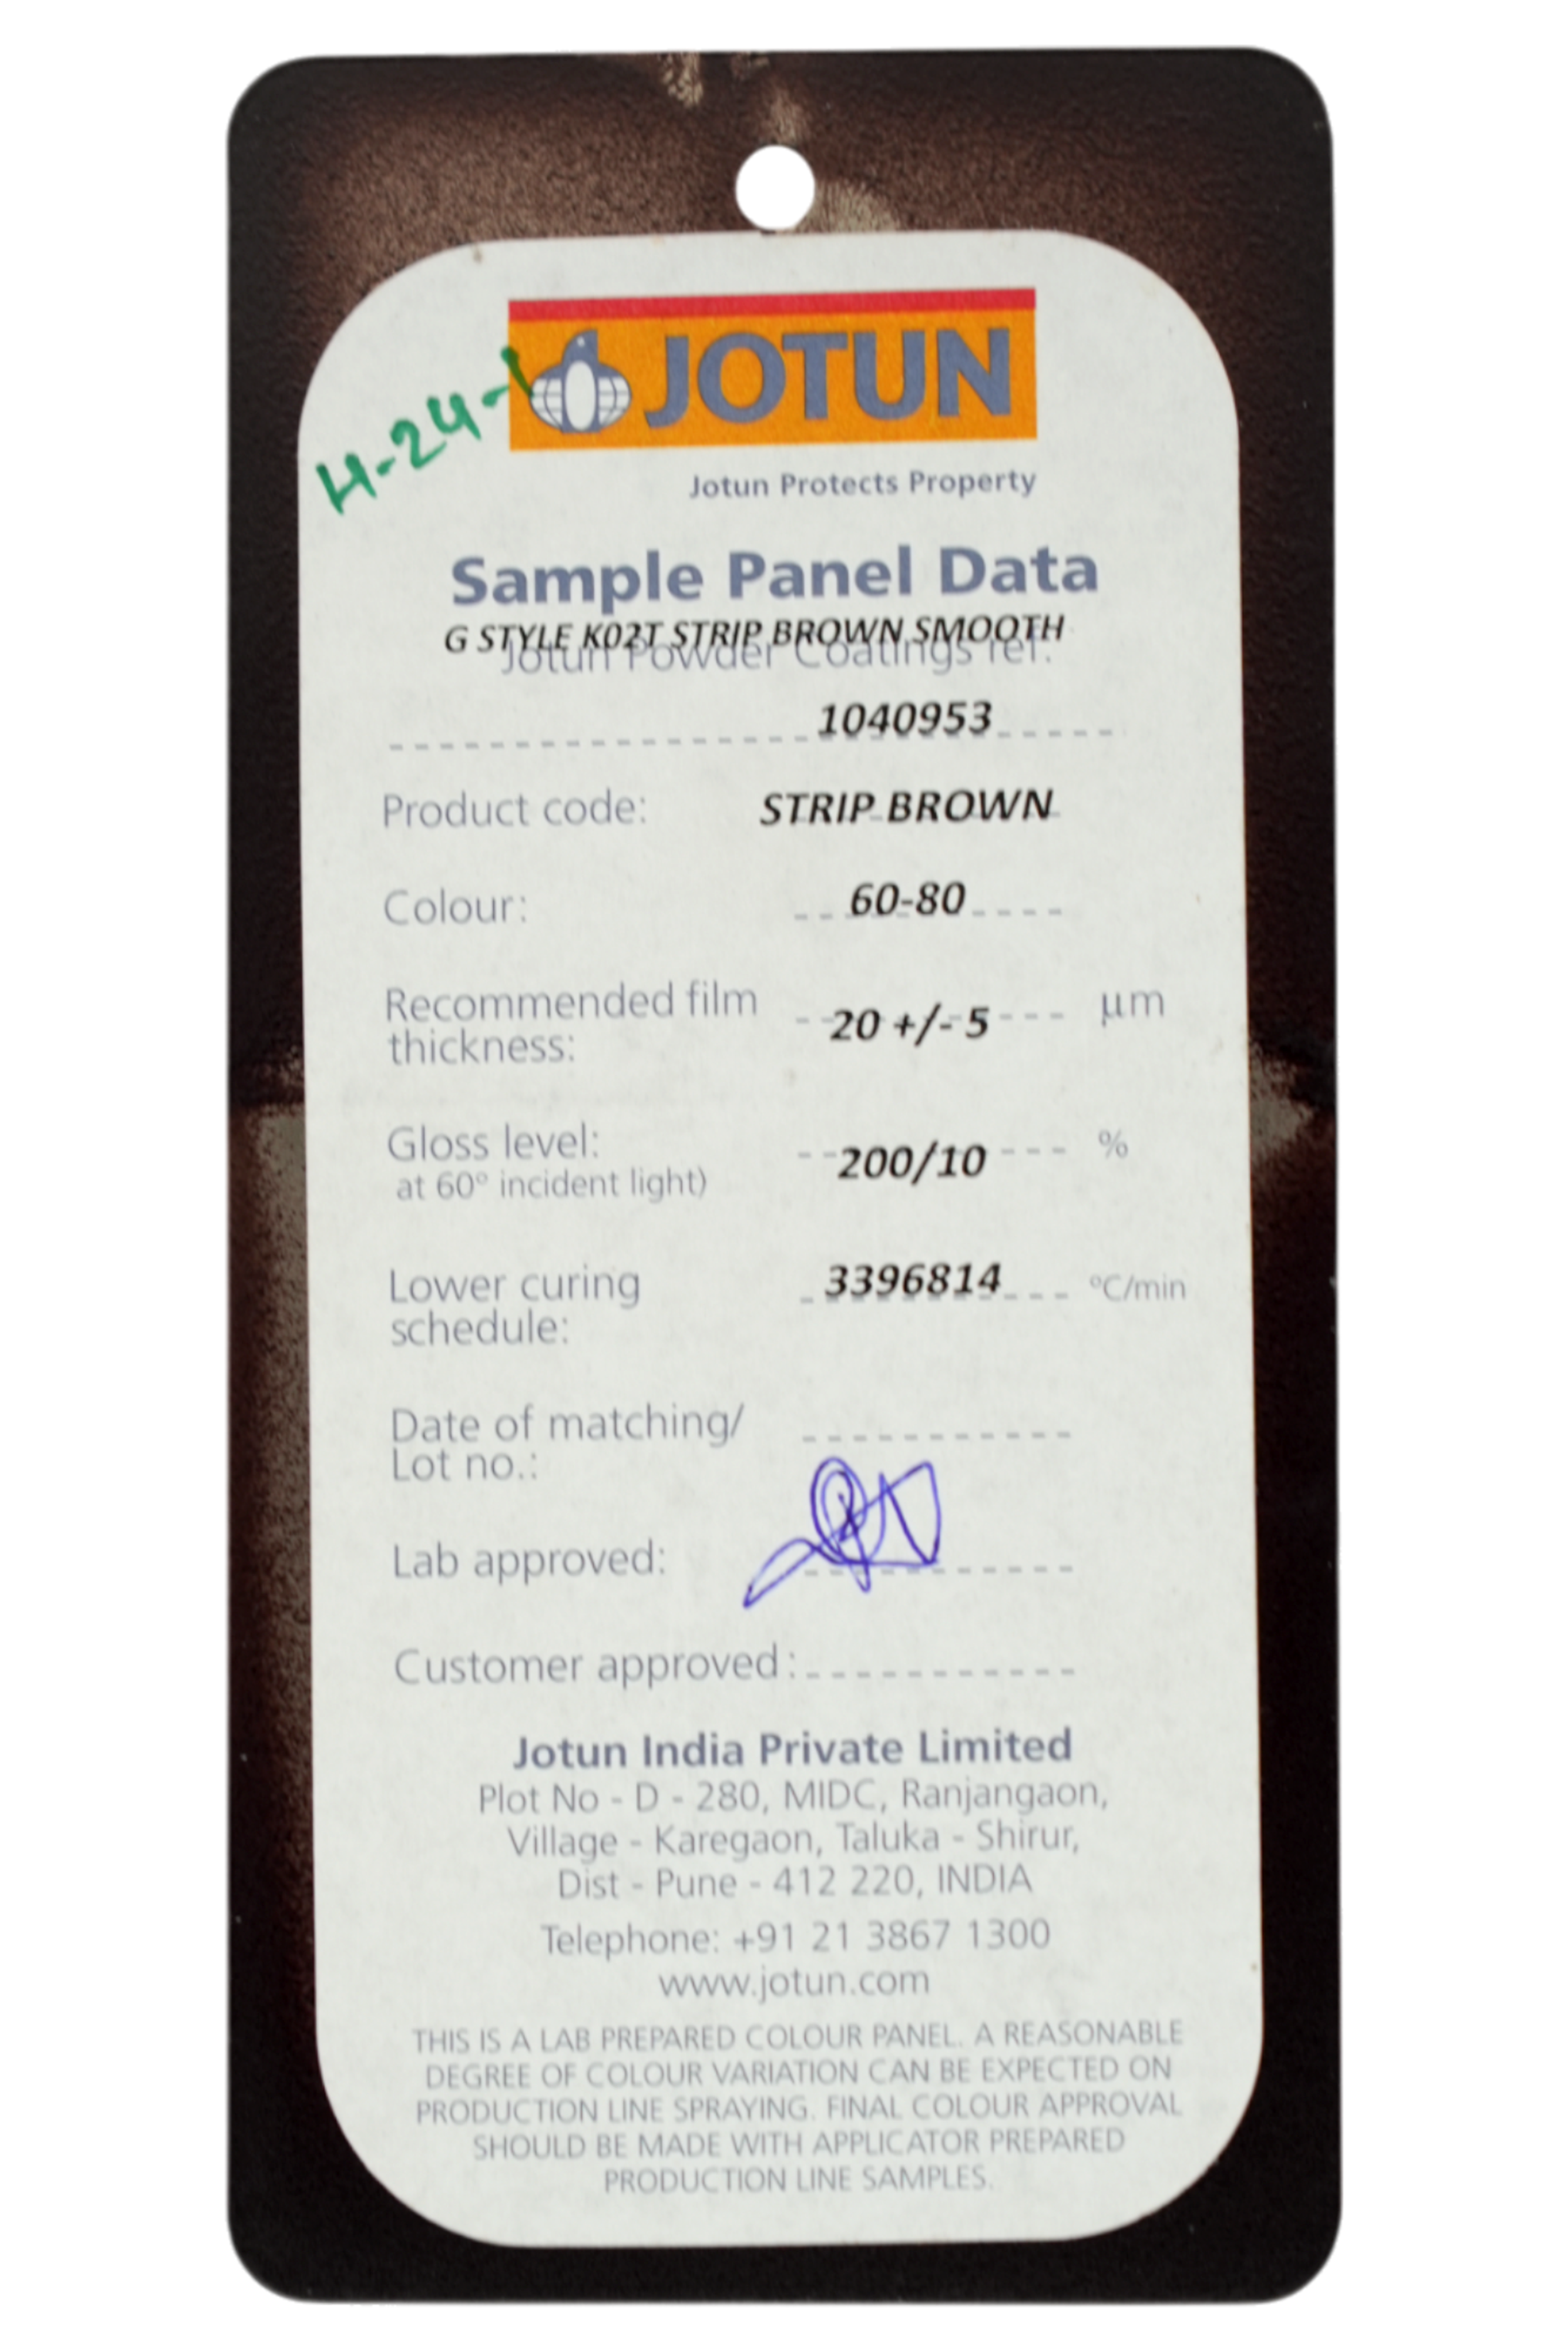 JOTUN
H-24-1
Jotun Protects Property
Sample Panel Data
G STYLE K02T STRIP BROWN SMOOTH
Jotun Powder Coatings ref:
1040953
Product code: STRIP BROWN
Colour: 60-80
Recommended film 20 +/- 5 µm
thickness:
Gloss level: 200/10 %
at 60° incident light)
Lower curing 3396814 °C/min
schedule:
Date of matching/
Lot no.:
Lab approved:
Customer approved:
Jotun India Private Limited
Plot No - D - 280, MIDC, Ranjangaon,
Village - Karegaon, Taluka - Shirur,
Dist - Pune - 412 220, INDIA
Telephone: +91 21 3867 1300
www.jotun.com
THIS IS A LAB PREPARED COLOUR PANEL. A REASONABLE
DEGREE OF COLOUR VARIATION CAN BE EXPECTED ON
PRODUCTION LINE SPRAYING. FINAL COLOUR APPROVAL
SHOULD BE MADE WITH APPLICATOR PREPARED
PRODUCTION LINE SAMPLES.